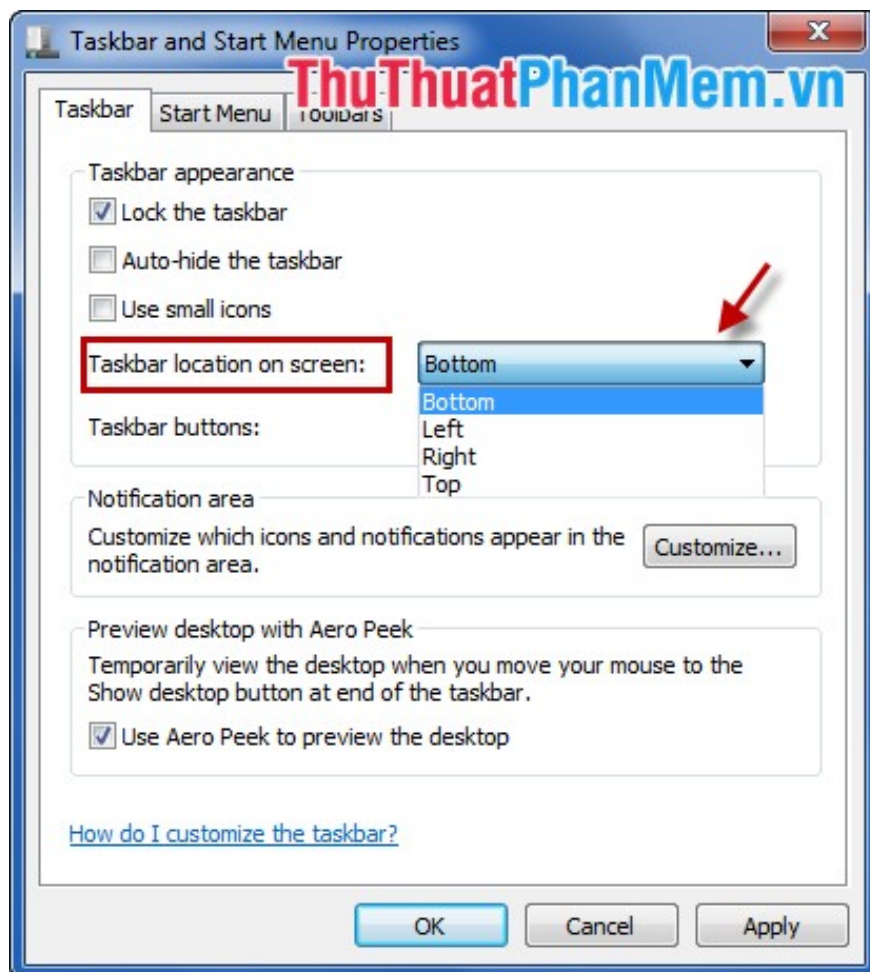 Taskbar and Start Menu Properties
ThuThuatPhanMem.vn
Taskbar
Start Menu
Toolbars
Taskbar appearance
Lock the taskbar
Auto-hide the taskbar
Use small icons
Taskbar location on screen:
Bottom
Bottom
Left
Right
Top
Taskbar buttons:
Notification area
Customize which icons and notifications appear in the
notification area.
Customize...
Preview desktop with Aero Peek
Temporarily view the desktop when you move your mouse to the
Show desktop button at end of the taskbar.
Use Aero Peek to preview the desktop
How do I customize the taskbar?
OK
Cancel
Apply